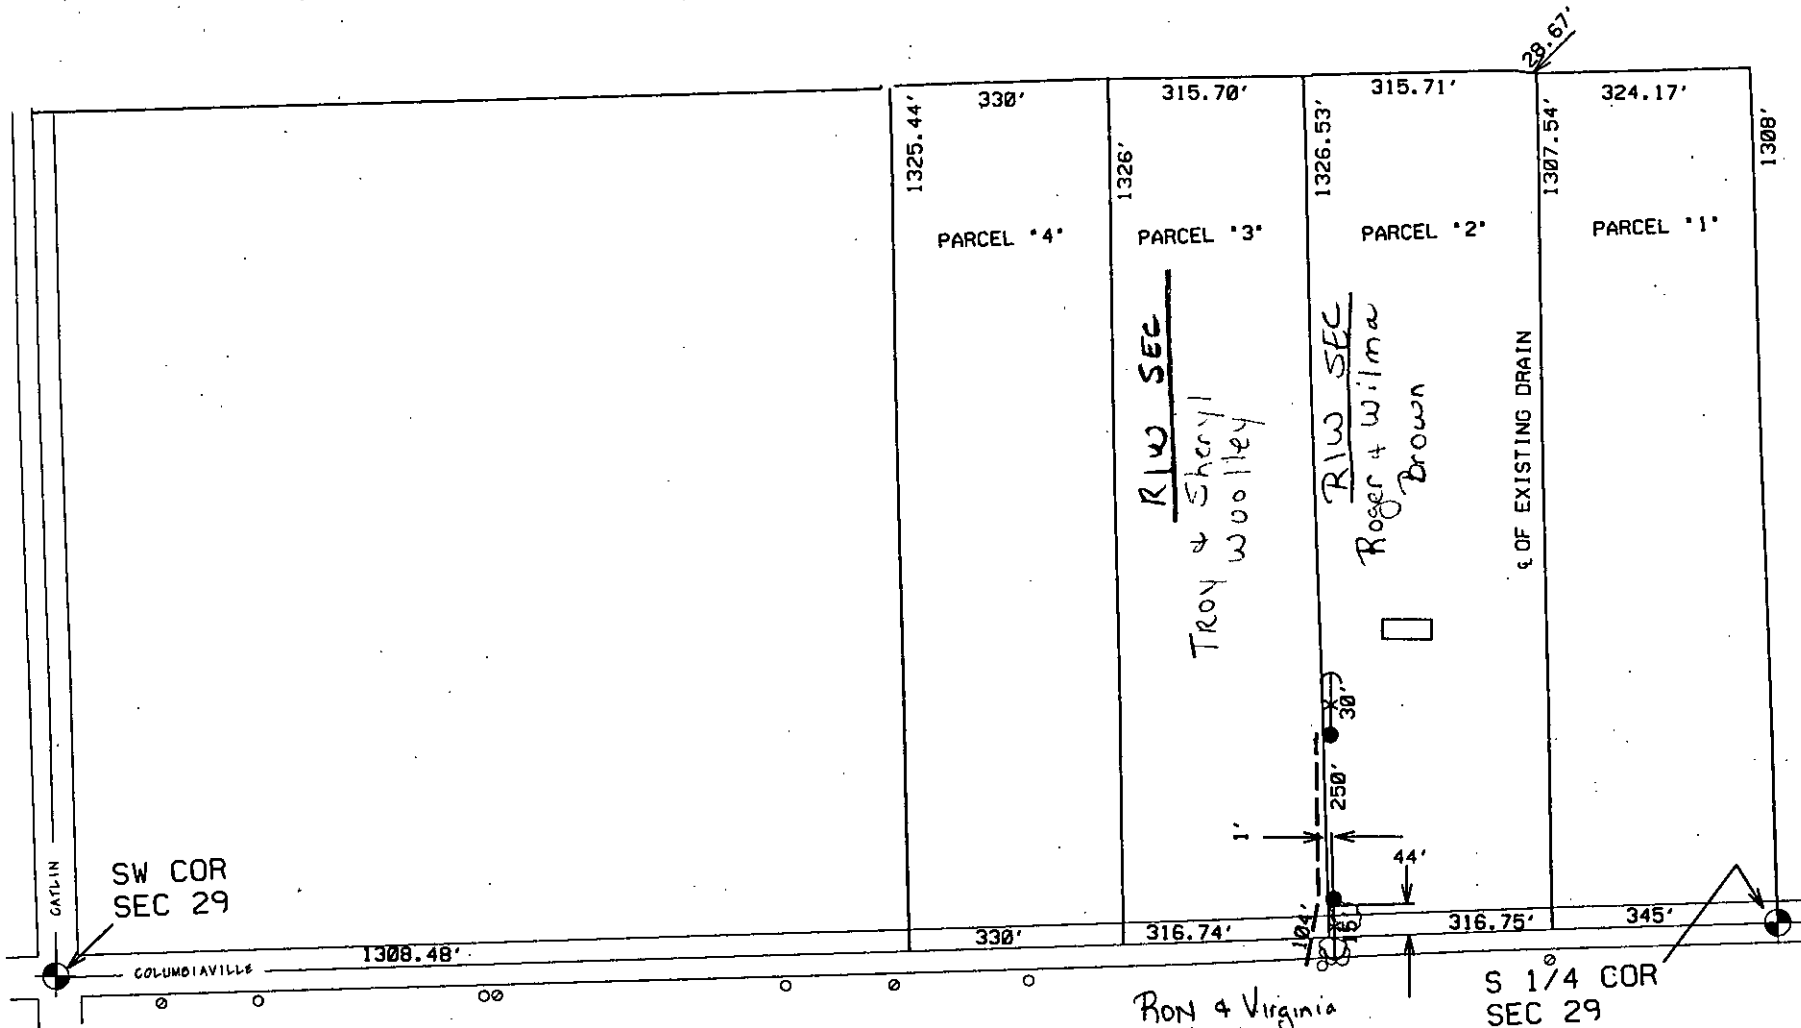 28.67'
330'
315.70'
315.71'
324.17'
1325.44'
1326'
1326.53'
1307.54'
1308'
PARCEL "4"
PARCEL "3"
PARCEL "2"
PARCEL "1"
R/W SEC
Troy & Sheryl
Woolley
R/W SEC
Roger & Wilma
Brown
℄ OF EXISTING DRAIN
30'
250'
1'
44'
SW COR
SEC 29
CATLIN
104'
15'
330'
316.74'
316.75'
345'
1308.48'
COLUMBIAVILLE
S 1/4 COR
SEC 29
RON & Virginia